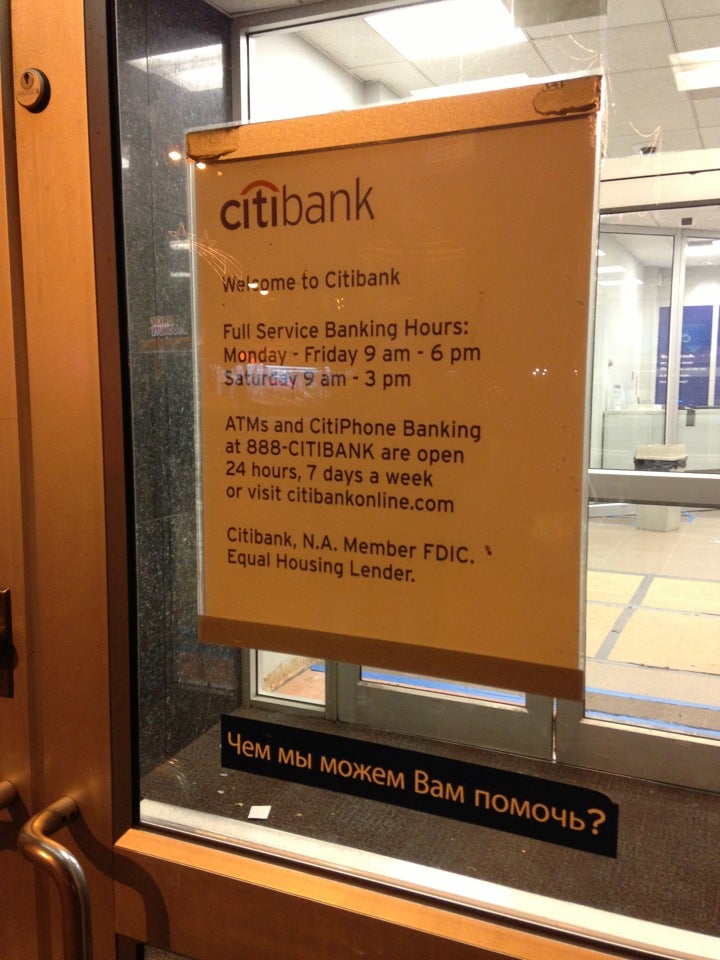 citibank
Welcome to Citibank
Full Service Banking Hours:
Monday - Friday 9 am - 6 pm
Saturday 9 am - 3 pm
ATMs and CitiPhone Banking
at 888-CITIBANK are open
24 hours, 7 days a week
or visit citibankonline.com
Citibank, N.A. Member FDIC.
Equal Housing Lender.
Чем мы можем Вам помочь?